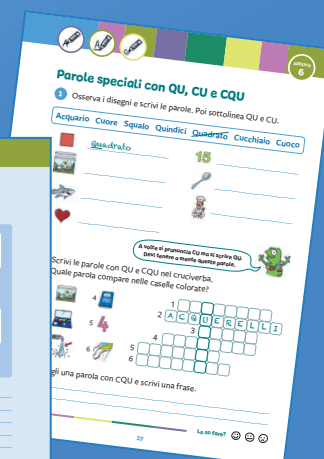 6
Parole speciali con QU, CU e CQU
1 Osserva i disegni e scrivi le parole. Poi sottolinea QU e CU.
Acquario Cuore Squalo Quindici Quadrato Cucchiaio Cuoco
Quadrato
15
A volte si pronuncia CU ma si scrive QU.
Devi tenere a mente queste parole.
Scrivi le parole con QU e CQU nel cruciverba.
Quale parola compare nelle caselle colorate?
1
2 ACQUERELLI
3
4
5
6
4
5 4
6
gli una parola con CQU e scrivi una frase.
Lo so fare?
27